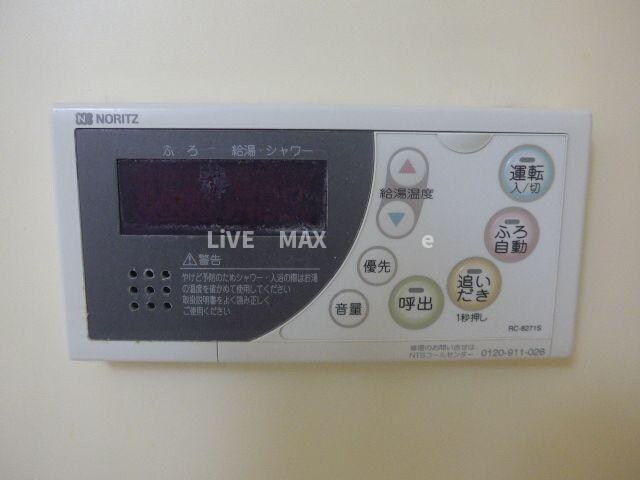 NORITZ
ふろ 給湯・シャワー
運転
入/切
給湯温度
ふろ
自動
LiVE MAX e
⚠警告
やけど予防のためシャワー・入浴の際はお湯
の温度を確かめて使用してください
取扱説明書をよく読み正しく
ご使用ください
優先
追い
だき
音量
呼出
1秒押し
RC-8271S
修理のお問い合せは
NTSコールセンター 0120-911-026